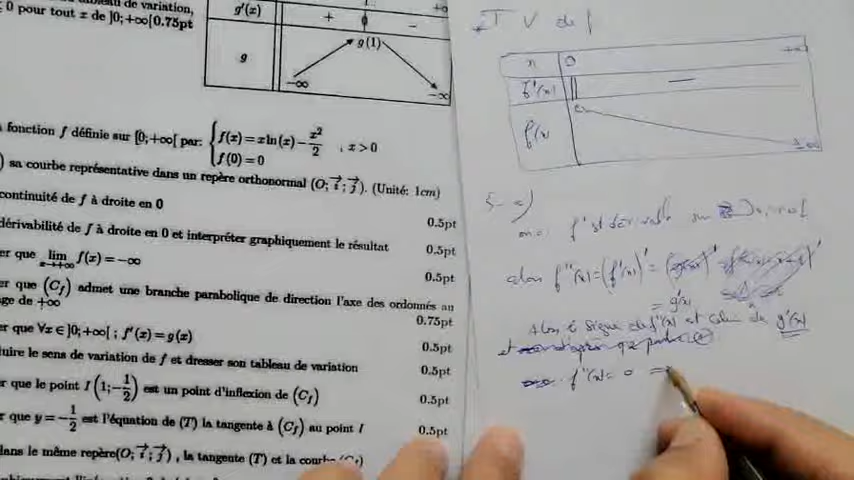 de variation,
≤ 0 pour tout x de ]0;+∞[ 0.75pt
g'(x) + 0 −
g g(1)
−∞ −∞
fonction f définie sur [0;+∞[ par: { f(x) = x ln(x) − x²/2 , x > 0
f(0) = 0
) sa courbe représentative dans un repère orthonormal (O; i; j). (Unité: 1cm)
continuité de f à droite en 0 0.5pt
dérivabilité de f à droite en 0 et interpréter graphiquement le résultat 0.5pt
er que lim x→+∞ f(x) = −∞ 0.5pt
er que (Cf) admet une branche parabolique de direction l'axe des ordonnés au
age de +∞ 0.75pt
er que ∀x ∈ ]0;+∞[ ; f'(x) = g(x) 0.5pt
duire le sens de variation de f et dresser son tableau de variation 0.5pt
er que le point I(1; −1/2) est un point d'inflexion de (Cf) 0.5pt
er que y = −1/2 est l'équation de (T) la tangente à (Cf) au point I 0.5pt
dans le même repère(O; i; j), la tangente (T) et la courbe (Cf)
T V de f
x 0 +∞
f'(x) —
f(x) −∞
5-a)
f' est dérivable sur
alors f''(x) = (f'(x))' =
= g'(x)
Alors le signe de f''(x) est celui de g'(x)
et
f''(x) = 0